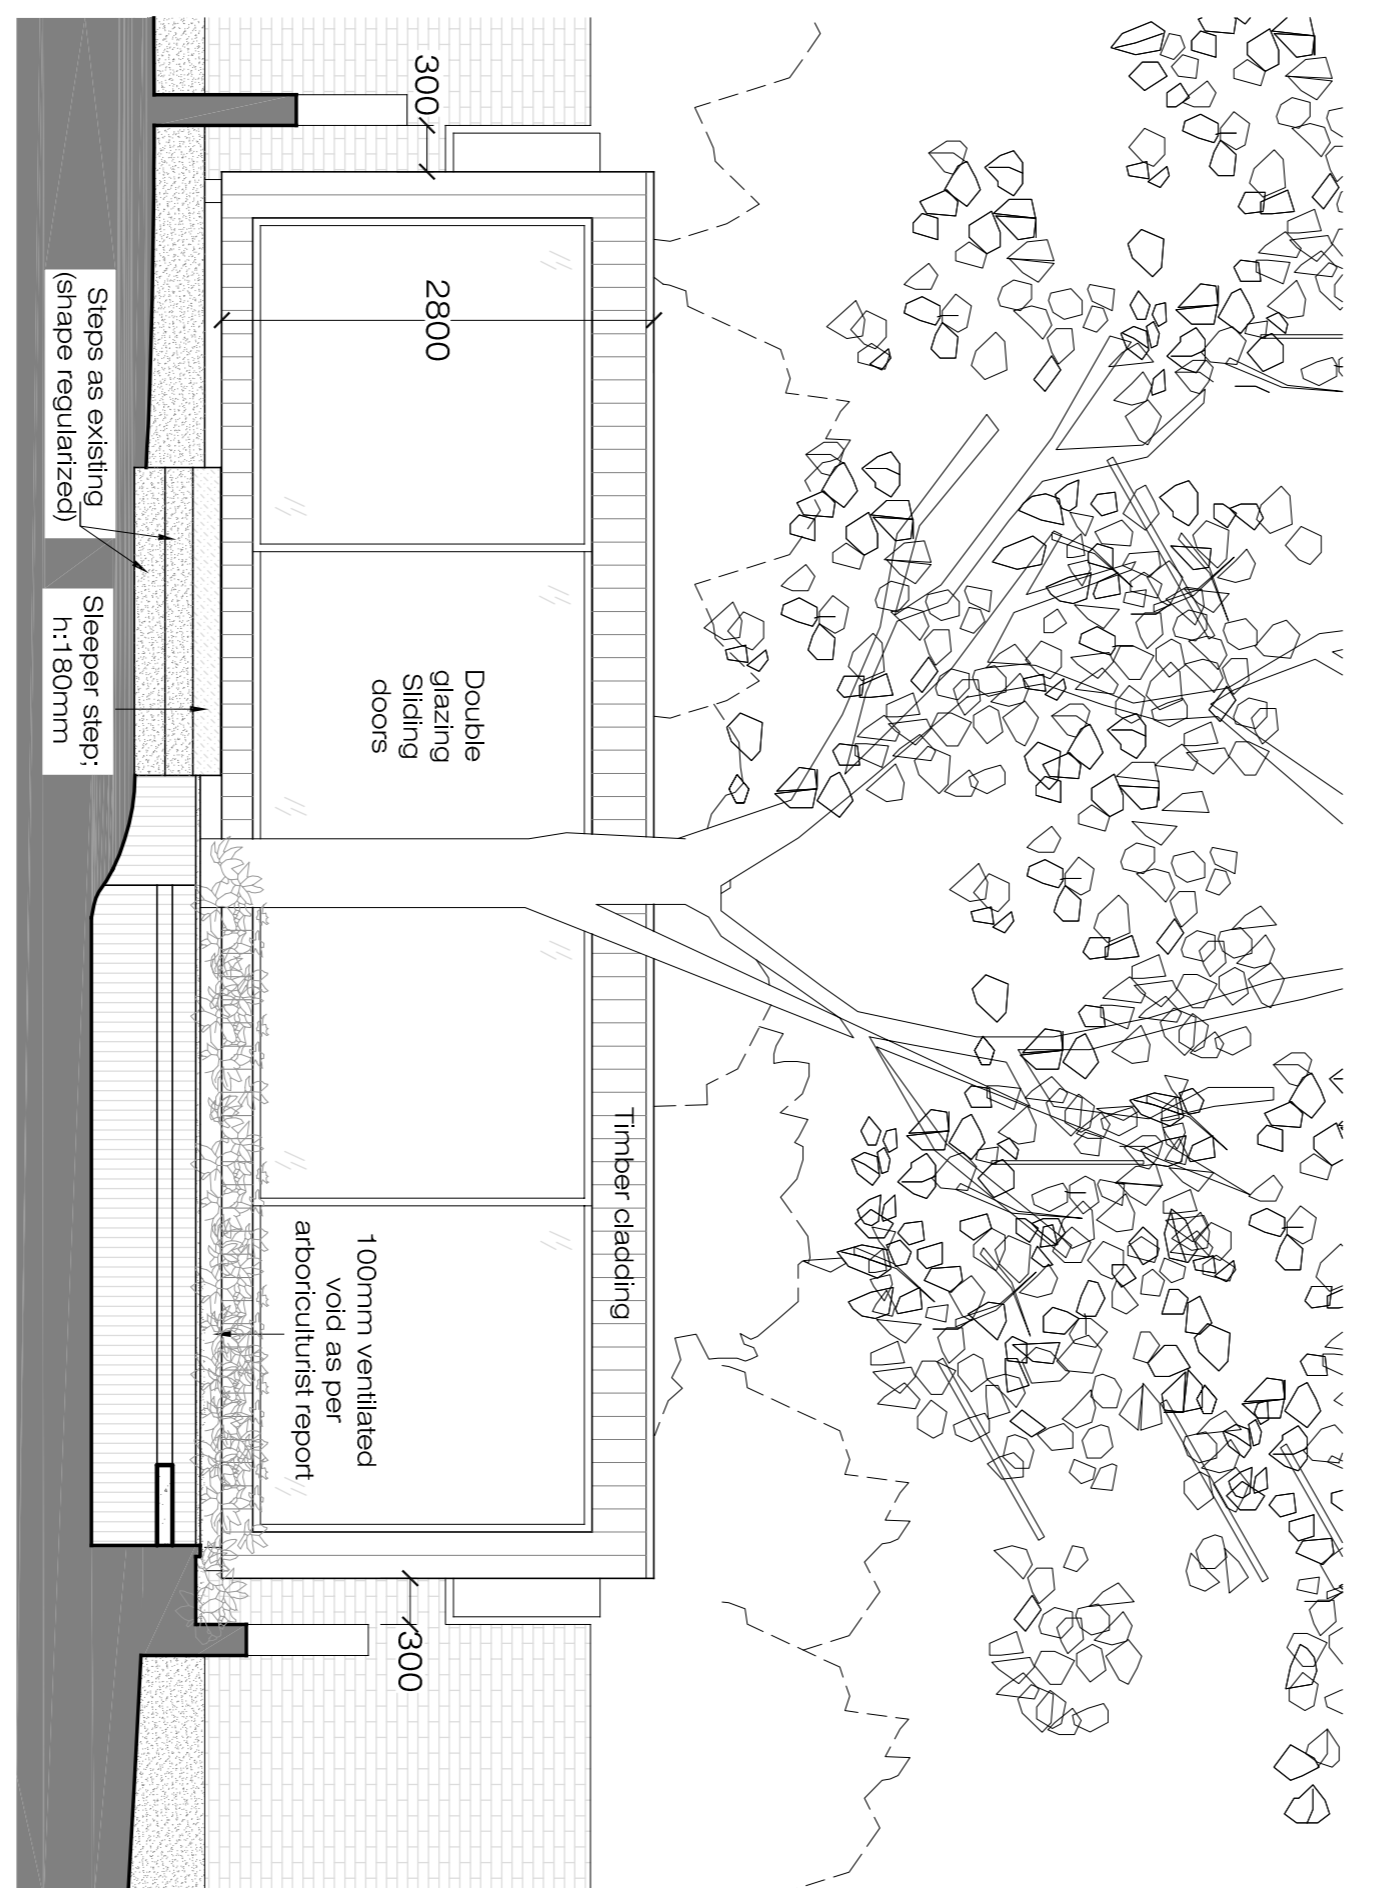 300
2800
Steps as existing
(shape regularized)
Sleeper step;
h:180mm
Double
glazing
Sliding
doors
Timber cladding
100mm ventilated
void as per
arboriculturist report
300